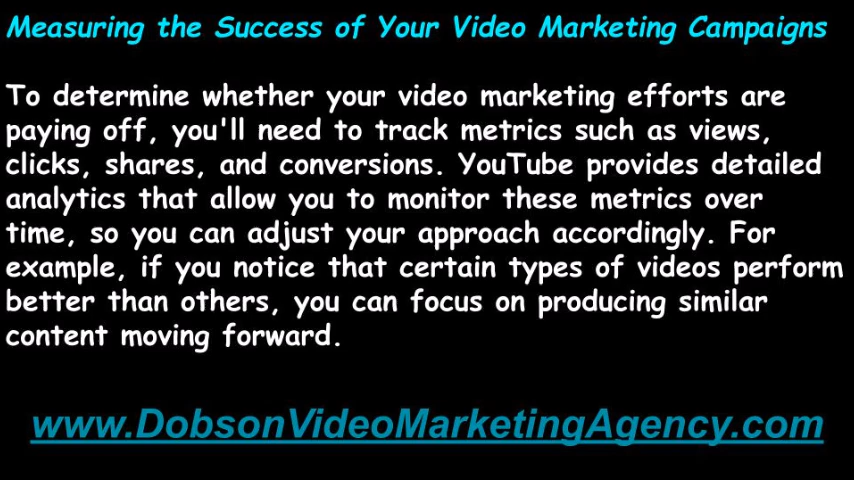 Measuring the Success of Your Video Marketing Campaigns
To determine whether your video marketing efforts are
paying off, you'll need to track metrics such as views,
clicks, shares, and conversions. YouTube provides detailed
analytics that allow you to monitor these metrics over
time, so you can adjust your approach accordingly. For
example, if you notice that certain types of videos perform
better than others, you can focus on producing similar
content moving forward.
www.DobsonVideoMarketingAgency.com